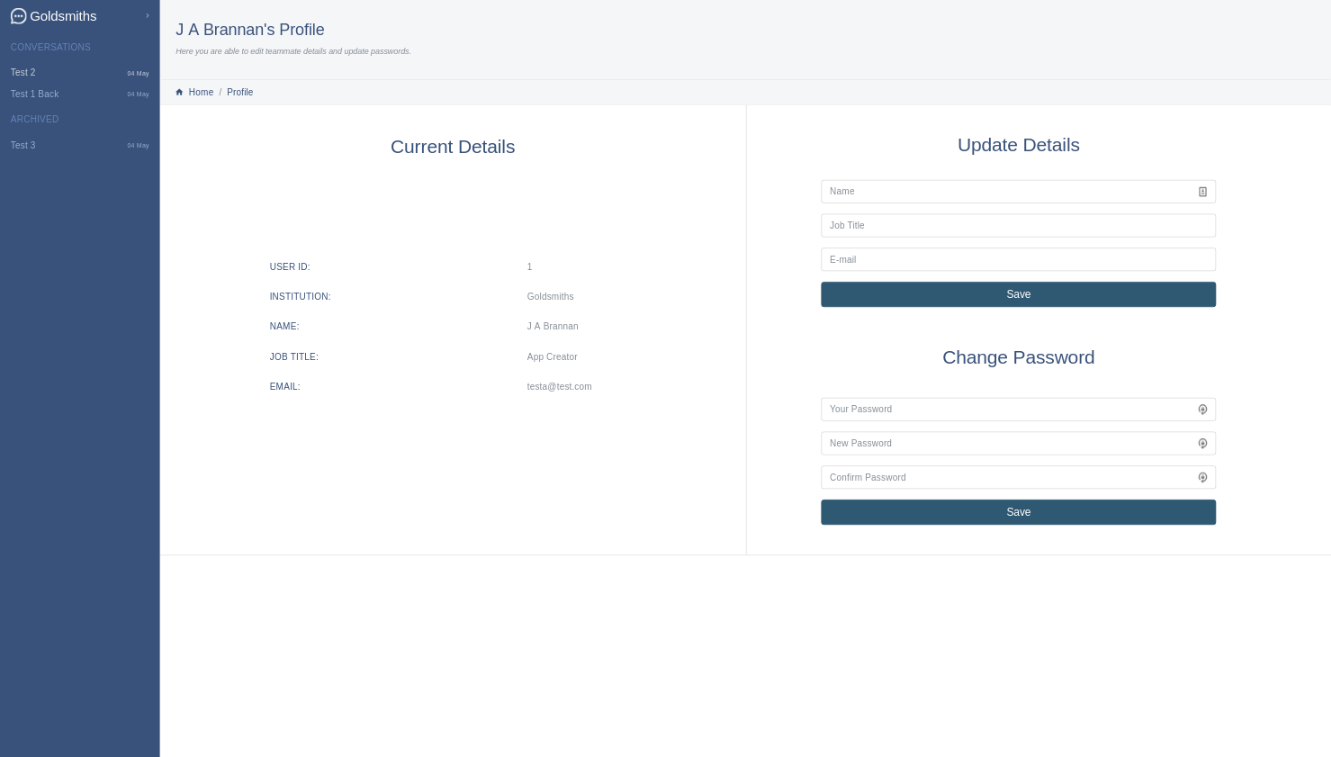 Goldsmiths
CONVERSATIONS
Test 2 04 May
Test 1 Back 04 May
ARCHIVED
Test 3 04 May
J A Brannan's Profile
Here you are able to edit teammate details and update passwords.
Home / Profile
Current Details
USER ID: 1
INSTITUTION: Goldsmiths
NAME: J A Brannan
JOB TITLE: App Creator
EMAIL: testa@test.com
Update Details
Name
Job Title
E-mail
Save
Change Password
Your Password
New Password
Confirm Password
Save